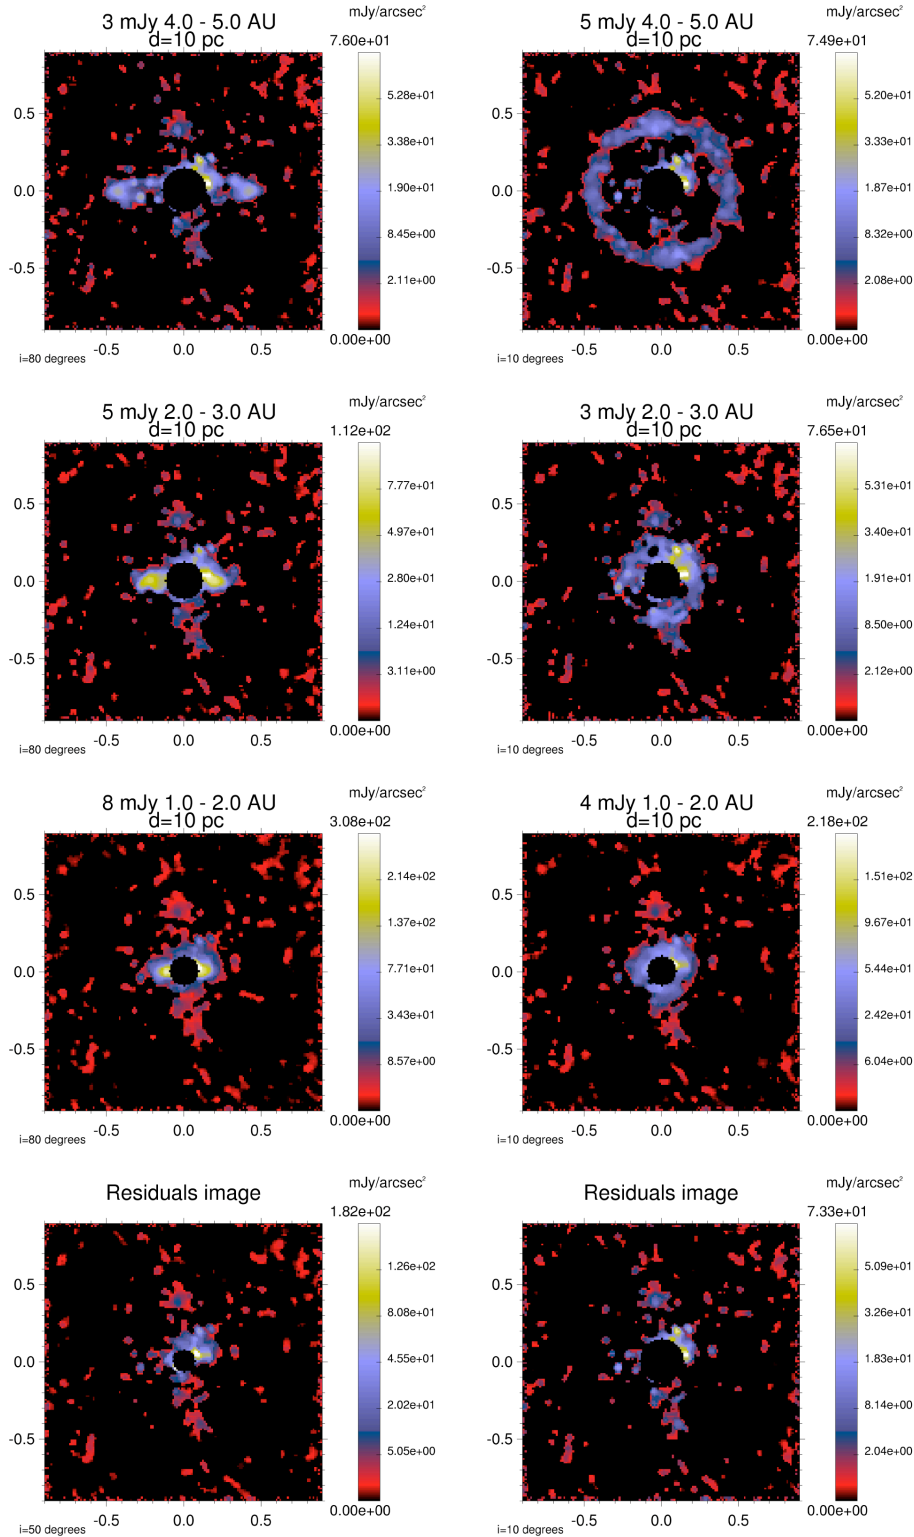 mJy/arcsec²
3 mJy 4.0 - 5.0 AU
d=10 pc
7.60e+01
5.28e+01
3.38e+01
1.90e+01
8.45e+00
2.11e+00
0.00e+00
0.5
0.0
-0.5
-0.5 0.0 0.5
i=80 degrees
mJy/arcsec²
5 mJy 4.0 - 5.0 AU
d=10 pc
7.49e+01
5.20e+01
3.33e+01
1.87e+01
8.32e+00
2.08e+00
0.00e+00
0.5
0.0
-0.5
-0.5 0.0 0.5
i=10 degrees
mJy/arcsec²
5 mJy 2.0 - 3.0 AU
d=10 pc
1.12e+02
7.77e+01
4.97e+01
2.80e+01
1.24e+01
3.11e+00
0.00e+00
0.5
0.0
-0.5
-0.5 0.0 0.5
i=80 degrees
mJy/arcsec²
3 mJy 2.0 - 3.0 AU
d=10 pc
7.65e+01
5.31e+01
3.40e+01
1.91e+01
8.50e+00
2.12e+00
0.00e+00
0.5
0.0
-0.5
-0.5 0.0 0.5
i=10 degrees
mJy/arcsec²
8 mJy 1.0 - 2.0 AU
d=10 pc
3.08e+02
2.14e+02
1.37e+02
7.71e+01
3.43e+01
8.57e+00
0.00e+00
0.5
0.0
-0.5
-0.5 0.0 0.5
i=80 degrees
mJy/arcsec²
4 mJy 1.0 - 2.0 AU
d=10 pc
2.18e+02
1.51e+02
9.67e+01
5.44e+01
2.42e+01
6.04e+00
0.00e+00
0.5
0.0
-0.5
-0.5 0.0 0.5
i=10 degrees
mJy/arcsec²
Residuals image
1.82e+02
1.26e+02
8.08e+01
4.55e+01
2.02e+01
5.05e+00
0.00e+00
0.5
0.0
-0.5
-0.5 0.0 0.5
i=50 degrees
mJy/arcsec²
Residuals image
7.33e+01
5.09e+01
3.26e+01
1.83e+01
8.14e+00
2.04e+00
0.00e+00
0.5
0.0
-0.5
-0.5 0.0 0.5
i=10 degrees